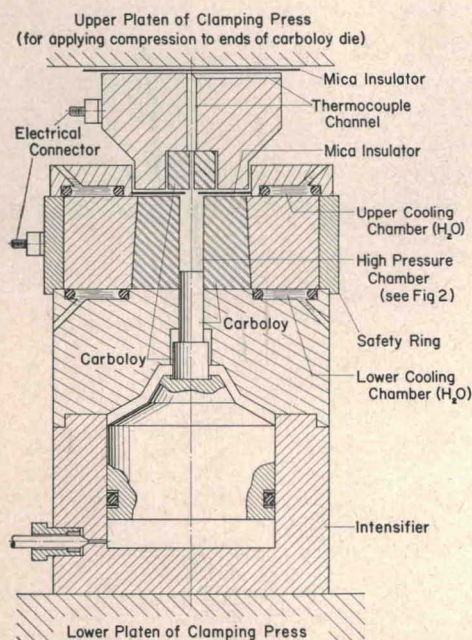 Upper Platen of Clamping Press
(for applying compression to ends of carboloy die)
Mica Insulator
Thermocouple
Channel
Electrical
Connector
Mica Insulator
Upper Cooling
Chamber (H₂O)
High Pressure
Chamber
(see Fig 2)
Carboloy
Safety Ring
Carboloy
Lower Cooling
Chamber (H₂O)
Intensifier
Lower Platen of Clamping Press